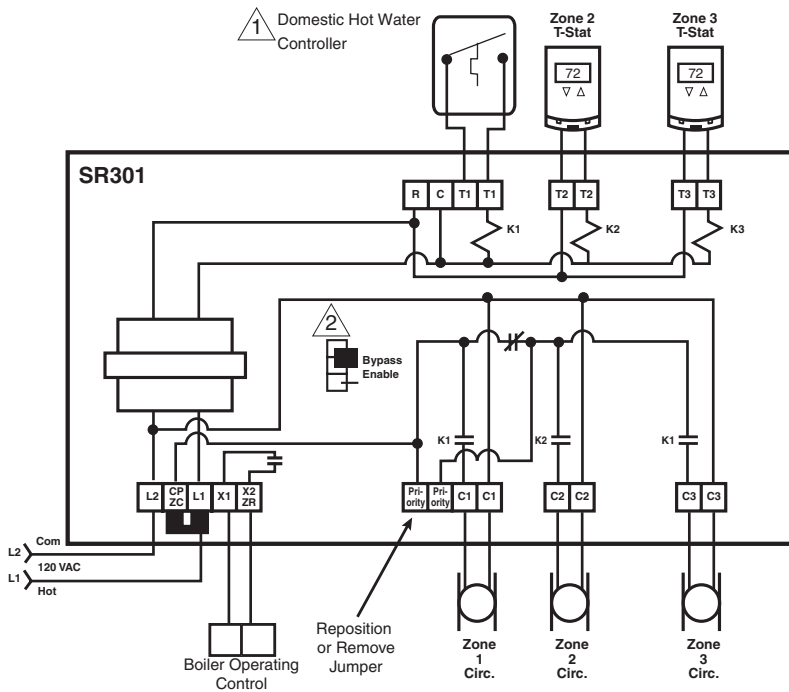 1 Domestic Hot Water
Controller
Zone 2
T-Stat
Zone 3
T-Stat
72
72
SR301
R C T1 T1 T2 T2 T3 T3
K1 K2 K3
2
Bypass
Enable
K1 K2 K1
L2 CP ZC L1 X1 X2 ZR
Pri-
ority
Pri-
ority
C1 C1 C2 C2 C3 C3
L2 Com
120 VAC
L1 Hot
Boiler Operating
Control
Reposition
or Remove
Jumper
Zone
1
Circ.
Zone
2
Circ.
Zone
3
Circ.